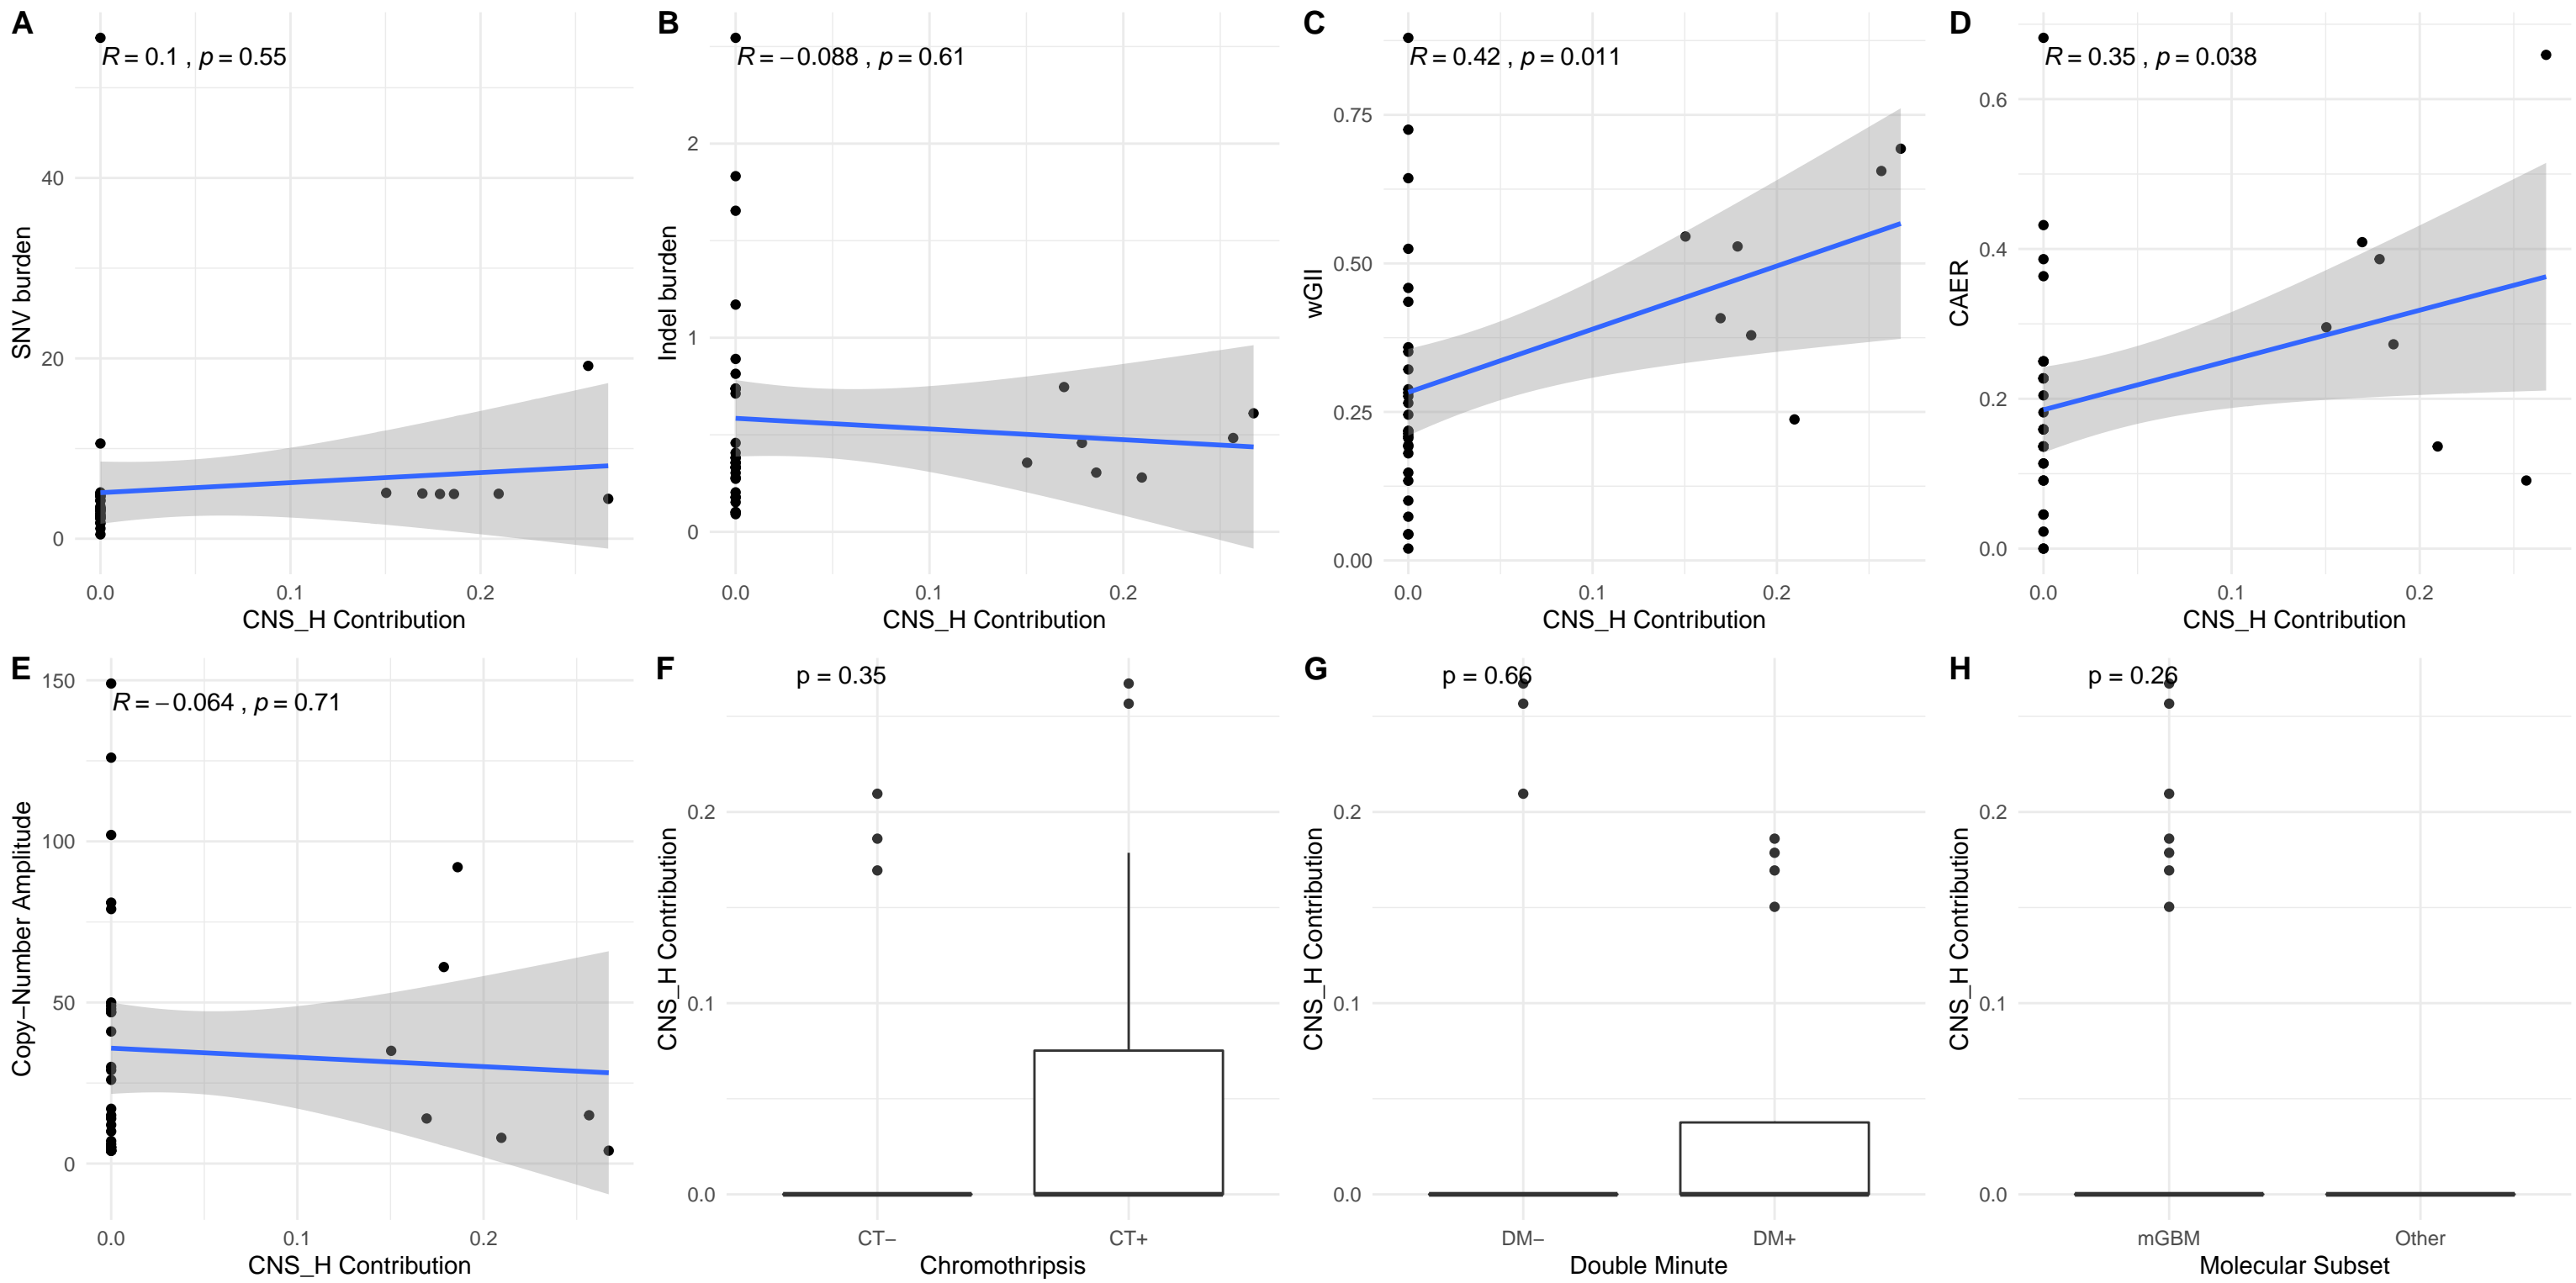 A
R = 0.1 , p = 0.55
SNV burden
40
20
0
0.0 0.1 0.2
CNS_H Contribution
B
R = −0.088 , p = 0.61
Indel burden
2
1
0
0.0 0.1 0.2
CNS_H Contribution
C
R = 0.42 , p = 0.011
wGII
0.75
0.50
0.25
0.00
0.0 0.1 0.2
CNS_H Contribution
D
R = 0.35 , p = 0.038
CAER
0.6
0.4
0.2
0.0
0.0 0.1 0.2
CNS_H Contribution
E
R = −0.064 , p = 0.71
Copy−Number Amplitude
150
100
50
0
0.0 0.1 0.2
CNS_H Contribution
F
p = 0.35
CNS_H Contribution
0.2
0.1
0.0
CT− CT+
Chromothripsis
G
p = 0.66
CNS_H Contribution
0.2
0.1
0.0
DM− DM+
Double Minute
H
p = 0.26
CNS_H Contribution
0.2
0.1
0.0
mGBM Other
Molecular Subset